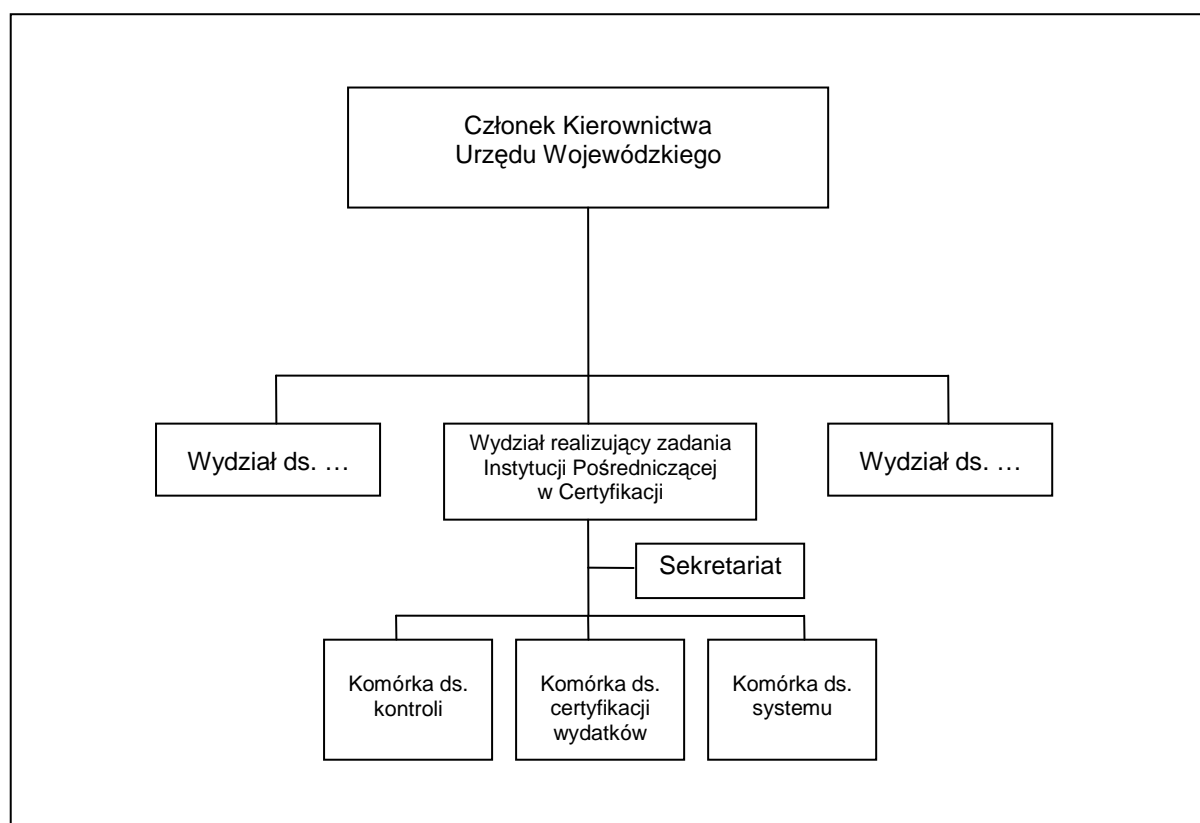 Członek Kierownictwa
Urzędu Wojewódzkiego
Wydział ds. …
Wydział realizujący zadania
Instytucji Pośredniczącej
w Certyfikacji
Wydział ds. …
Sekretariat
Komórka ds.
kontroli
Komórka ds.
certyfikacji
wydatków
Komórka ds.
systemu